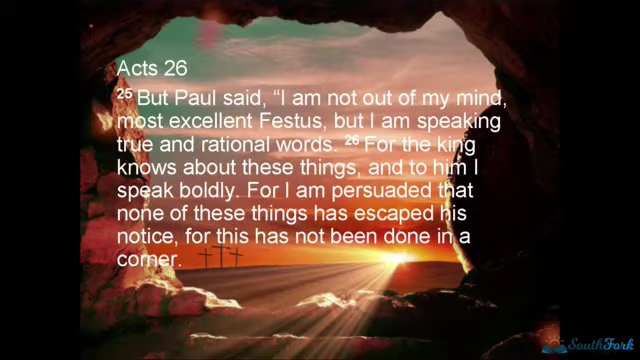 Acts 26
25 But Paul said, “I am not out of my mind,
most excellent Festus, but I am speaking
true and rational words. 26 For the king
knows about these things, and to him I
speak boldly. For I am persuaded that
none of these things has escaped his
notice, for this has not been done in a
corner.
SouthFork